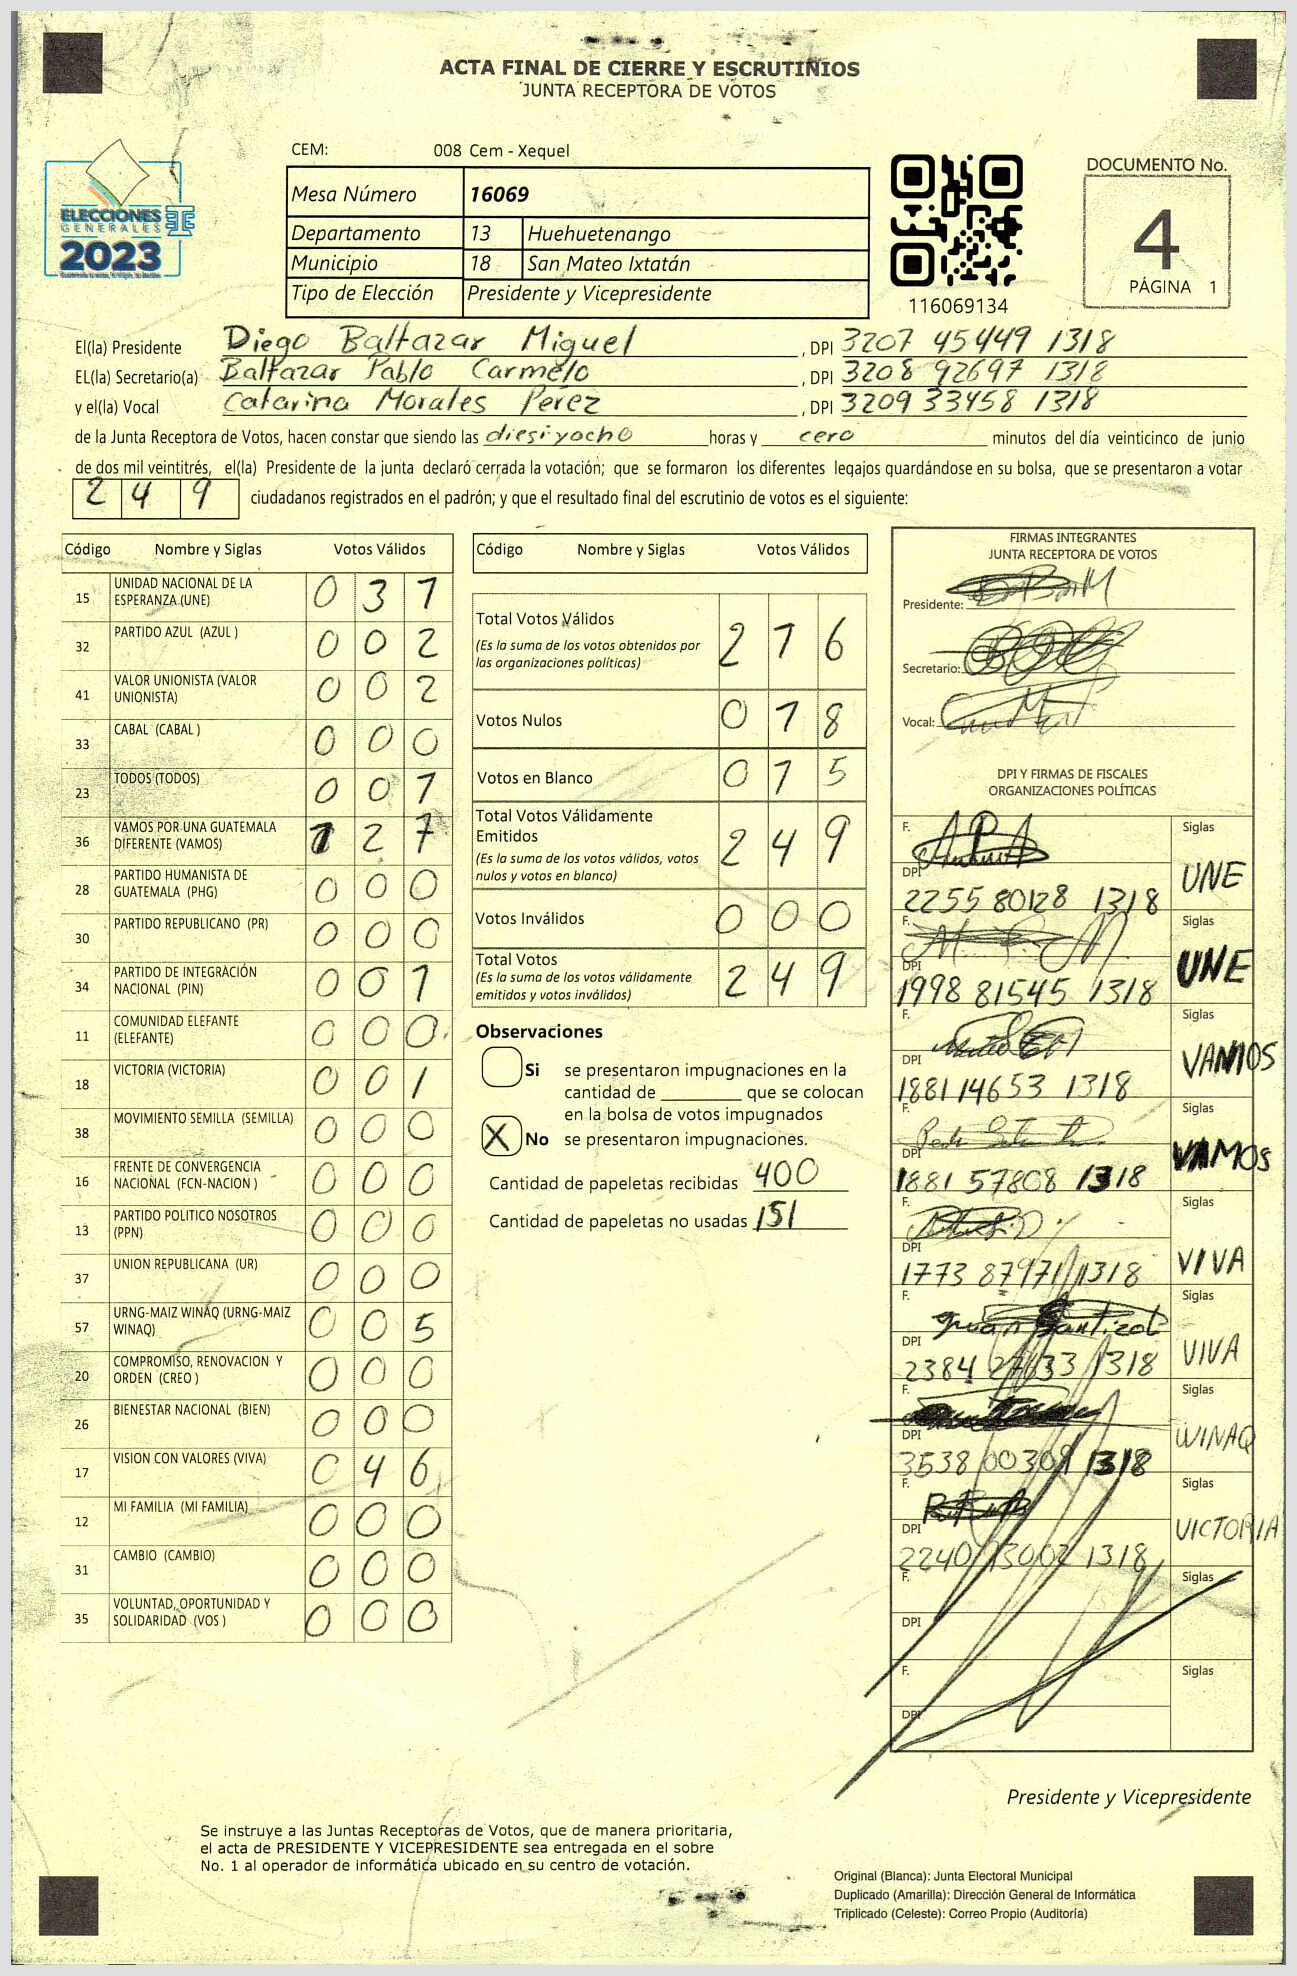 ACTA FINAL DE CIERRE Y ESCRUTINIOS
JUNTA RECEPTORA DE VOTOS
ELECCIONES
GENERALES
2023
CEM: 008 Cem - Xequel
Mesa Número 16069
Departamento 13 Huehuetenango
Municipio 18 San Mateo Ixtatán
Tipo de Elección Presidente y Vicepresidente
116069134
DOCUMENTO No.
4
PÁGINA 1
El(la) Presidente Diego Baltazar Miguel , DPI 3207 45449 1318
EL(la) Secretario(a) Baltazar Pablo Carmelo , DPI 3208 92697 1318
y el(la) Vocal Catarina Morales Pérez , DPI 3209 33458 1318
de la Junta Receptora de Votos, hacen constar que siendo las diesiyocho horas y cero minutos del día veinticinco de junio
de dos mil veintitrés, el(la) Presidente de la junta declaró cerrada la votación; que se formaron los diferentes legajos guardándose en su bolsa, que se presentaron a votar
2 4 9 ciudadanos registrados en el padrón; y que el resultado final del escrutinio de votos es el siguiente:
Código Nombre y Siglas Votos Válidos
15 UNIDAD NACIONAL DE LA ESPERANZA (UNE) 0 3 1
32 PARTIDO AZUL (AZUL ) 0 0 2
41 VALOR UNIONISTA (VALOR UNIONISTA) 0 0 2
33 CABAL (CABAL ) 0 0 0
23 TODOS (TODOS) 0 0 1
36 VAMOS POR UNA GUATEMALA DIFERENTE (VAMOS) 1 2 7
28 PARTIDO HUMANISTA DE GUATEMALA (PHG) 0 0 0
30 PARTIDO REPUBLICANO (PR) 0 0 0
34 PARTIDO DE INTEGRACIÓN NACIONAL (PIN) 0 0 1
11 COMUNIDAD ELEFANTE (ELEFANTE) 0 0 0
18 VICTORIA (VICTORIA) 0 0 1
38 MOVIMIENTO SEMILLA (SEMILLA) 0 0 0
16 FRENTE DE CONVERGENCIA NACIONAL (FCN-NACION ) 0 0 0
13 PARTIDO POLITICO NOSOTROS (PPN) 0 0 0
37 UNION REPUBLICANA (UR) 0 0 0
57 URNG-MAIZ WINAQ (URNG-MAIZ WINAQ) 0 0 5
20 COMPROMISO, RENOVACION Y ORDEN (CREO ) 0 0 0
26 BIENESTAR NACIONAL (BIEN) 0 0 0
17 VISION CON VALORES (VIVA) 0 4 6
12 MI FAMILIA (MI FAMILIA) 0 0 0
31 CAMBIO (CAMBIO) 0 0 0
35 VOLUNTAD, OPORTUNIDAD Y SOLIDARIDAD (VOS ) 0 0 0
Código Nombre y Siglas Votos Válidos
Total Votos Válidos 2 1 6
(Es la suma de los votos obtenidos por
las organizaciones políticas)
Votos Nulos 0 1 8
Votos en Blanco 0 1 5
Total Votos Válidamente
Emitidos 2 4 9
(Es la suma de los votos válidos, votos
nulos y votos en blanco)
Votos Inválidos 0 0 0
Total Votos 2 4 9
(Es la suma de los votos válidamente
emitidos y votos inválidos)
Observaciones
Si se presentaron impugnaciones en la
cantidad de ________ que se colocan
en la bolsa de votos impugnados
X No se presentaron impugnaciones.
Cantidad de papeletas recibidas 400
Cantidad de papeletas no usadas 151
FIRMAS INTEGRANTES
JUNTA RECEPTORA DE VOTOS
Presidente:
Secretario:
Vocal:
DPI Y FIRMAS DE FISCALES
ORGANIZACIONES POLÍTICAS
F. Siglas
DPI 2255 80128 1318 UNE
F. Siglas
DPI 1998 81545 1318 UNE
F. Siglas
DPI 1881 14653 1318 VAMOS
F. Siglas
DPI 1881 57808 1318 VAMOS
F. Siglas
DPI 1773 87971 1318 VIVA
F. Siglas
DPI 2384 27633 1318 VIVA
F. Siglas
DPI 3538 00309 1318 WINAQ
F. Siglas
DPI 2240 13002 1318 VICTORIA
F. Siglas
DPI
F. Siglas
DPI
Presidente y Vicepresidente
Se instruye a las Juntas Receptoras de Votos, que de manera prioritaria,
el acta de PRESIDENTE Y VICEPRESIDENTE sea entregada en el sobre
No. 1 al operador de informática ubicado en su centro de votación.
Original (Blanca): Junta Electoral Municipal
Duplicado (Amarilla): Dirección General de Informática
Triplicado (Celeste): Correo Propio (Auditoría)